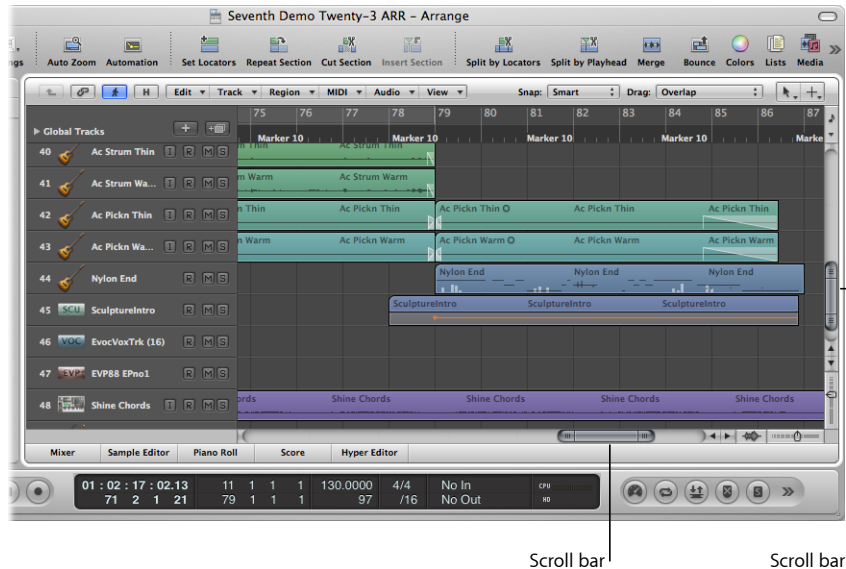 Seventh Demo Twenty-3 ARR - Arrange
gs Auto Zoom Automation Set Locators Repeat Section Cut Section Insert Section Split by Locators Split by Playhead Merge Bounce Colors Lists Media
H Edit Track Region MIDI Audio View Snap: Smart Drag: Overlap
75 76 77 78 79 80 81 82 83 84 85 86 87
Global Tracks
Marker 10 Marker 10 Marker 10 Marker 10 Marke
40 Ac Strum Thin I R M S m Thin Ac Strum Thin
41 Ac Strum Wa... I R M S m Warm Ac Strum Warm
42 Ac Pickn Thin I R M S n Thin Ac Pickn Thin Ac Pickn Thin Ac Pickn Thin Ac Pickn Thin
43 Ac Pickn Wa... I R M S n Warm Ac Pickn Warm Ac Pickn Warm Ac Pickn Warm Ac Pickn Warm
44 Nylon End R M S Nylon End Nylon End Nylon End
45 SCU SculptureIntro R M S SculptureIntro SculptureIntro SculptureIntro
46 VOC EvocVoxTrk (16) R M S
47 EVP EVP88 EPno1 R M S
48 Shine Chords I R M S ords Shine Chords Shine Chords Shine Chords Shine Chords
Mixer Sample Editor Piano Roll Score Hyper Editor
01 : 02 : 17 : 02.13 11 1 1 1 130.0000 4/4 No In CPU
71 2 1 21 79 1 1 1 97 /16 No Out HD
S
Scroll bar Scroll bar